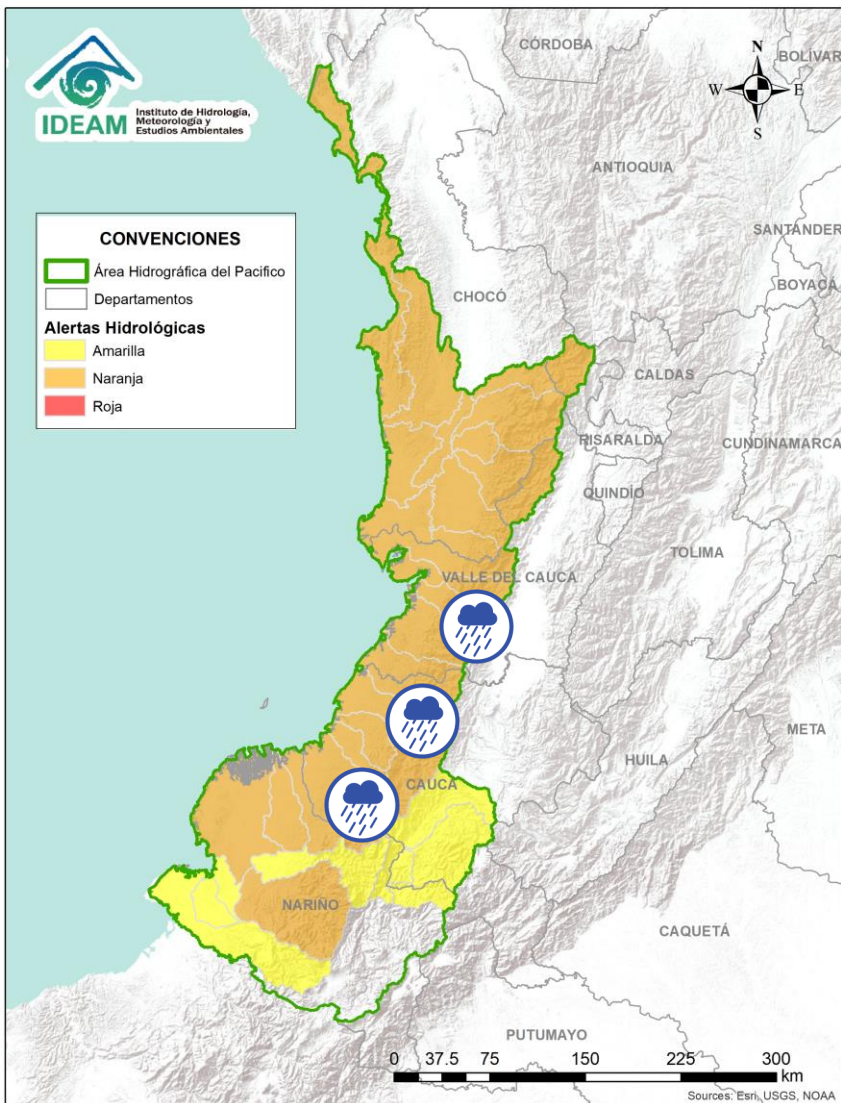 IDEAM
Instituto de Hidrología,
Meteorología y
Estudios Ambientales
N
W
E
S
CONVENCIONES
Área Hidrográfica del Pacifico
Departamentos
Alertas Hidrológicas
Amarilla
Naranja
Roja
CÓRDOBA
BOLÍVAR
ANTIOQUIA
SANTANDER
BOYACÁ
CHOCÓ
CALDAS
RISARALDA
CUNDINAMARCA
QUINDÍO
TOLIMA
VALLE DEL CAUCA
META
HUILA
CAUCA
NARIÑO
CAQUETÁ
PUTUMAYO
0 37.5 75 150 225 300
km
Sources: Esri, USGS, NOAA